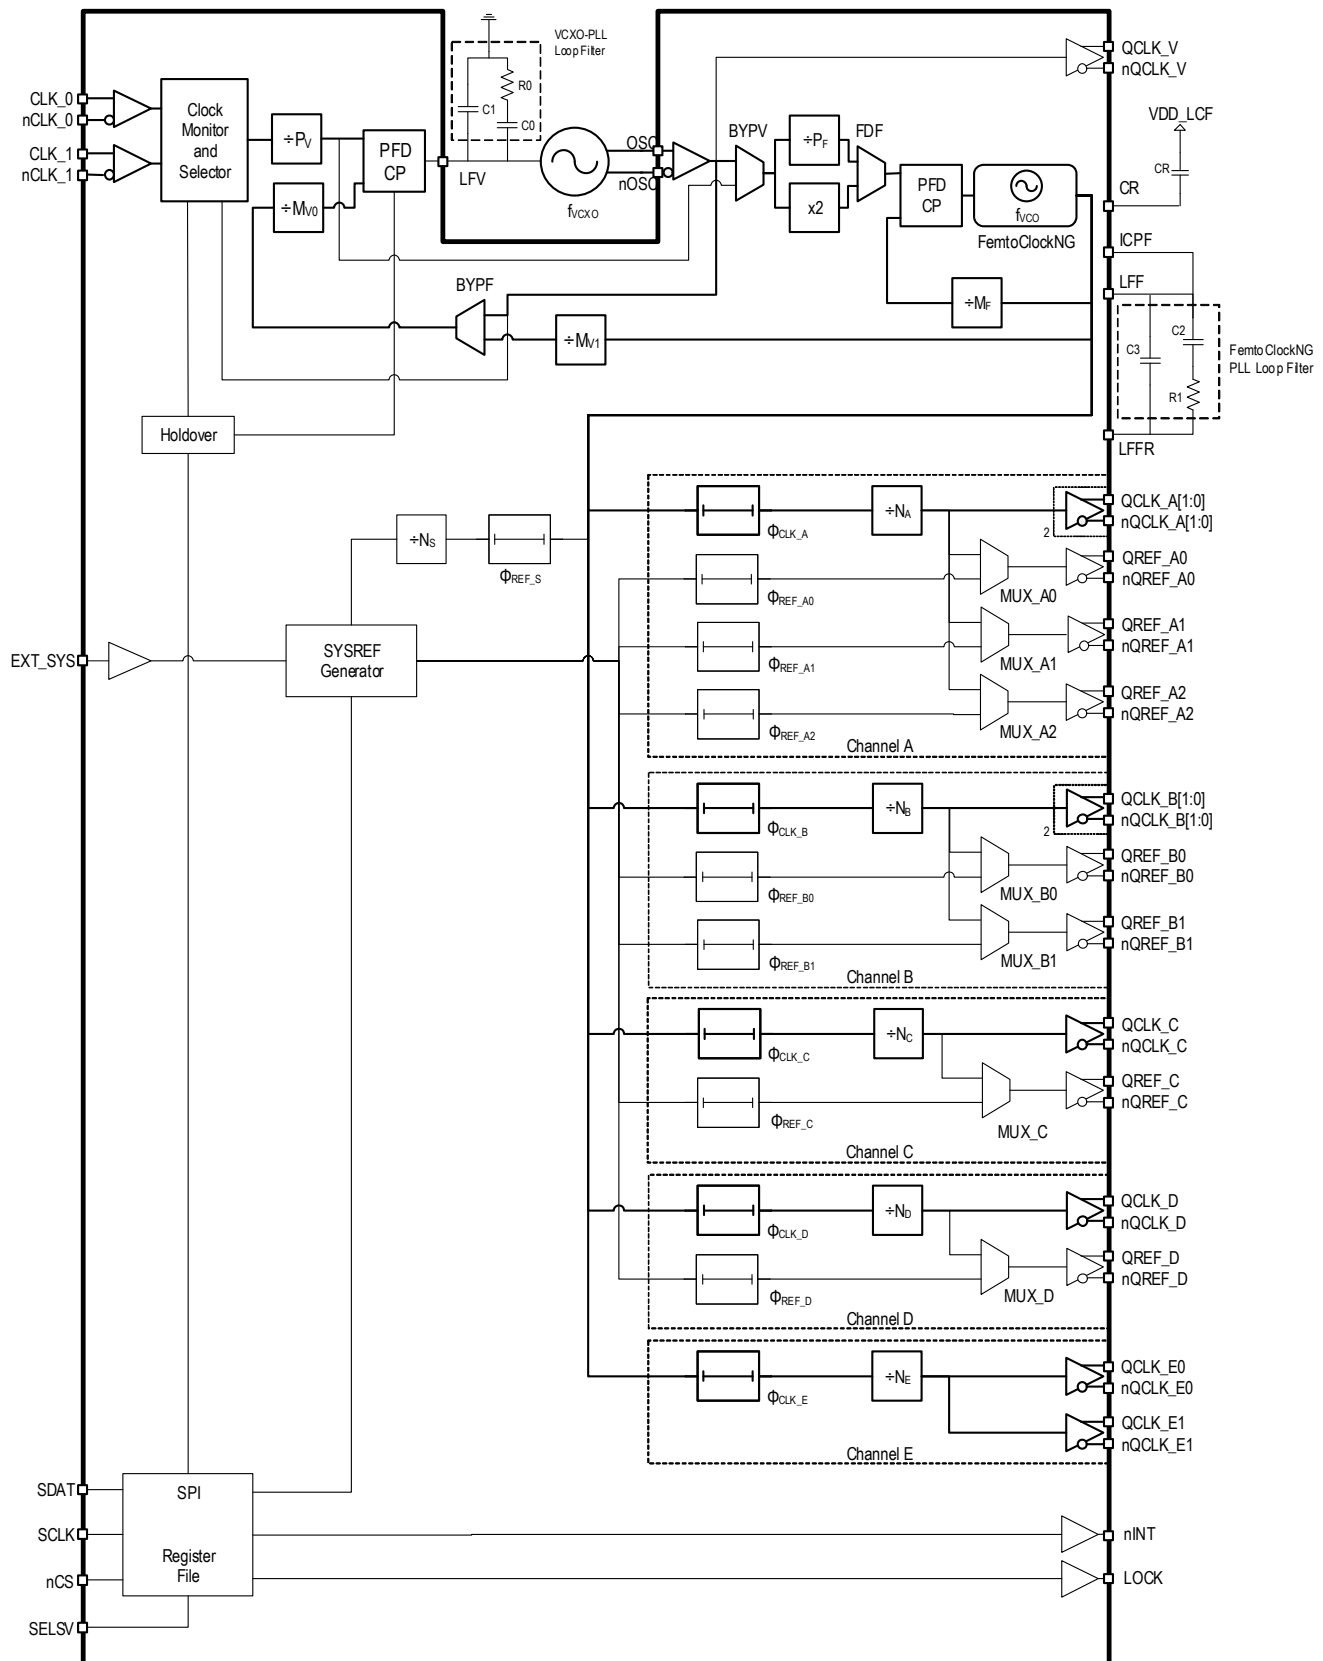 VCXO-PLL
Loop Filter
R0
C1
C0
QCLK_V
nQCLK_V
CLK_0
nCLK_0
CLK_1
nCLK_1
Clock
Monitor
and
Selector
÷PV
PFD
CP
÷MV0
LFV
fVCXO
OSC
nOSC
BYPV
÷PF
x2
FDF
PFD
CP
fVCO
FemtoClockNG
VDD_LCF
CR
CR
ICPF
LFF
÷MF
BYPF
÷MV1
C2
C3
R1
FemtoClockNG
PLL Loop Filter
LFFR
Holdover
÷NS
ΦREF_S
EXT_SYS
SYSREF
Generator
ΦCLK_A
÷NA
2
QCLK_A[1:0]
nQCLK_A[1:0]
ΦREF_A0
MUX_A0
QREF_A0
nQREF_A0
ΦREF_A1
MUX_A1
QREF_A1
nQREF_A1
ΦREF_A2
MUX_A2
QREF_A2
nQREF_A2
Channel A
ΦCLK_B
÷NB
2
QCLK_B[1:0]
nQCLK_B[1:0]
ΦREF_B0
MUX_B0
QREF_B0
nQREF_B0
ΦREF_B1
MUX_B1
QREF_B1
nQREF_B1
Channel B
ΦCLK_C
÷NC
QCLK_C
nQCLK_C
ΦREF_C
MUX_C
QREF_C
nQREF_C
Channel C
ΦCLK_D
÷ND
QCLK_D
nQCLK_D
ΦREF_D
MUX_D
QREF_D
nQREF_D
Channel D
ΦCLK_E
÷NE
QCLK_E0
nQCLK_E0
QCLK_E1
nQCLK_E1
Channel E
SDAT
SCLK
nCS
SELSV
SPI
Register
File
nINT
LOCK